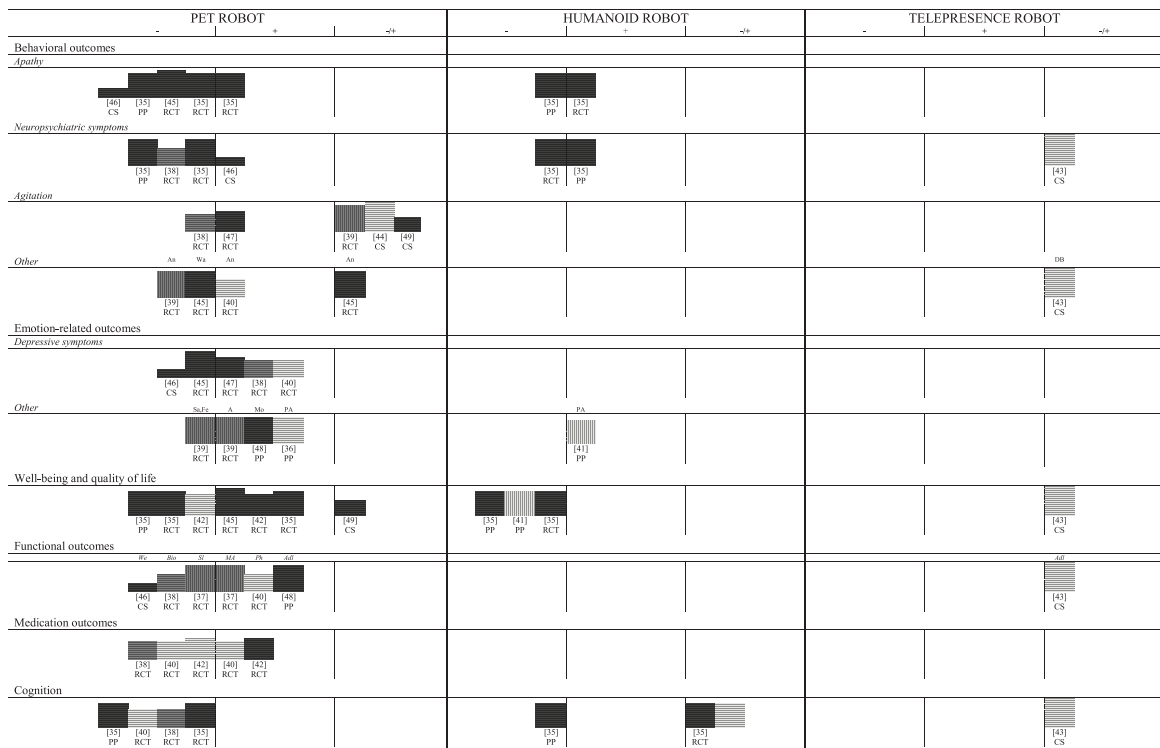 PET ROBOT HUMANOID ROBOT TELEPRESENCE ROBOT
- + -/+ - + -/+ - + -/+
Behavioral outcomes
Apathy
[46] [35] [45] [35] [35] [35] [35]
CS PP RCT RCT RCT PP RCT
Neuropsychiatric symptoms
[35] [38] [35] [46] [35] [35] [43]
PP RCT RCT CS RCT PP CS
Agitation
[38] [47] [39] [44] [49]
RCT RCT RCT CS CS
Other An Wa An An DB
[39] [45] [40] [45] [43]
RCT RCT RCT RCT CS
Emotion-related outcomes
Depressive symptoms
[46] [45] [47] [38] [40]
CS RCT RCT RCT RCT
Other Sa,Fe A Mo PA PA
[39] [39] [48] [36] [41]
RCT RCT PP PP PP
Well-being and quality of life
[35] [35] [42] [45] [42] [35] [49] [35] [41] [35] [43]
PP RCT RCT RCT RCT RCT CS PP PP RCT CS
Functional outcomes
We Bio Sl MA Ph Adl Adl
[46] [38] [37] [37] [40] [48] [43]
CS RCT RCT RCT RCT PP CS
Medication outcomes
[38] [40] [42] [40] [42]
RCT RCT RCT RCT RCT
Cognition
[35] [40] [38] [35] [35] [35] [43]
PP RCT RCT RCT PP RCT CS